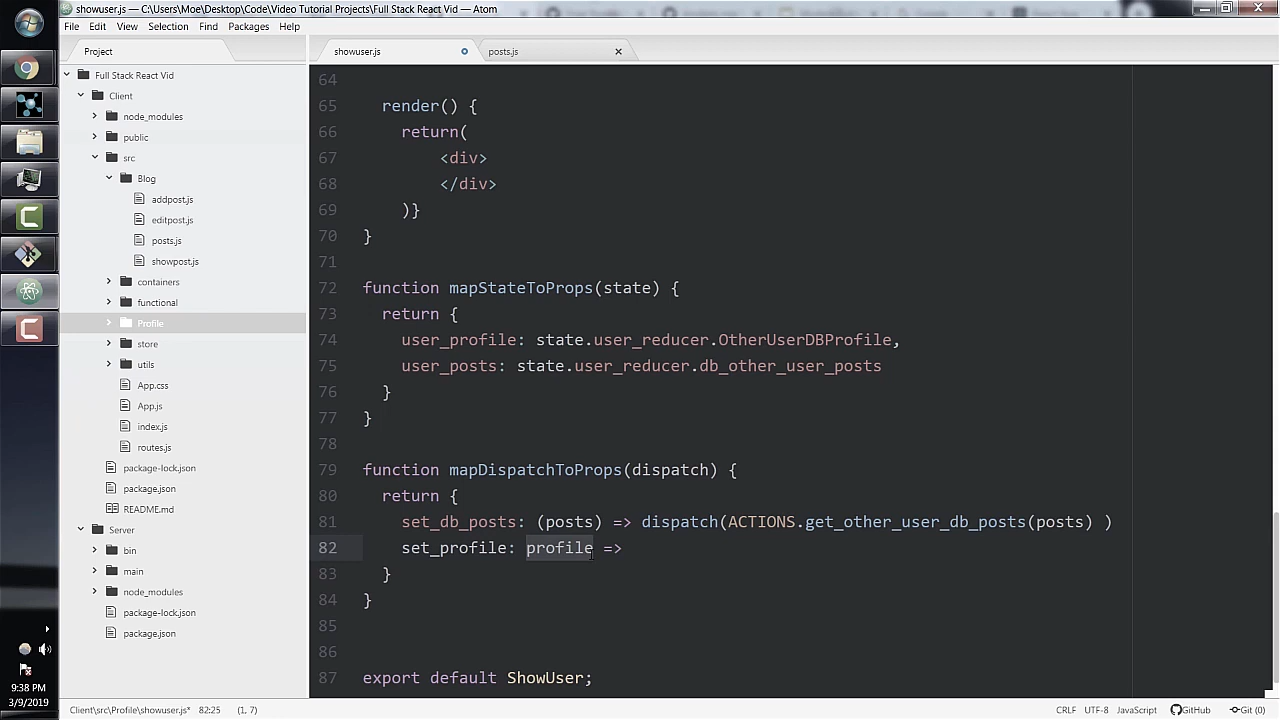 showuser.js — C:\Users\Moe\Desktop\Code\Video Tutorial Projects\Full Stack React Vid — Atom
File Edit View Selection Find Packages Help
Project
showuser.js
posts.js
Full Stack React Vid
Client
node_modules
public
src
Blog
addpost.js
editpost.js
posts.js
showpost.js
containers
functional
Profile
store
utils
App.css
App.js
index.js
routes.js
package-lock.json
package.json
README.md
Server
bin
main
node_modules
package-lock.json
package.json
64
65 render() {
66 return(
67 <div>
68 </div>
69 )}
70 }
71
72 function mapStateToProps(state) {
73 return {
74 user_profile: state.user_reducer.OtherUserDBProfile,
75 user_posts: state.user_reducer.db_other_user_posts
76 }
77 }
78
79 function mapDispatchToProps(dispatch) {
80 return {
81 set_db_posts: (posts) => dispatch(ACTIONS.get_other_user_db_posts(posts) )
82 set_profile: profile =>
83 }
84 }
85
86
87 export default ShowUser;
9:38 PM
3/9/2019
Client\src\Profile\showuser.js* 82:25 (1, 7)
CRLF UTF-8 JavaScript GitHub Git (0)